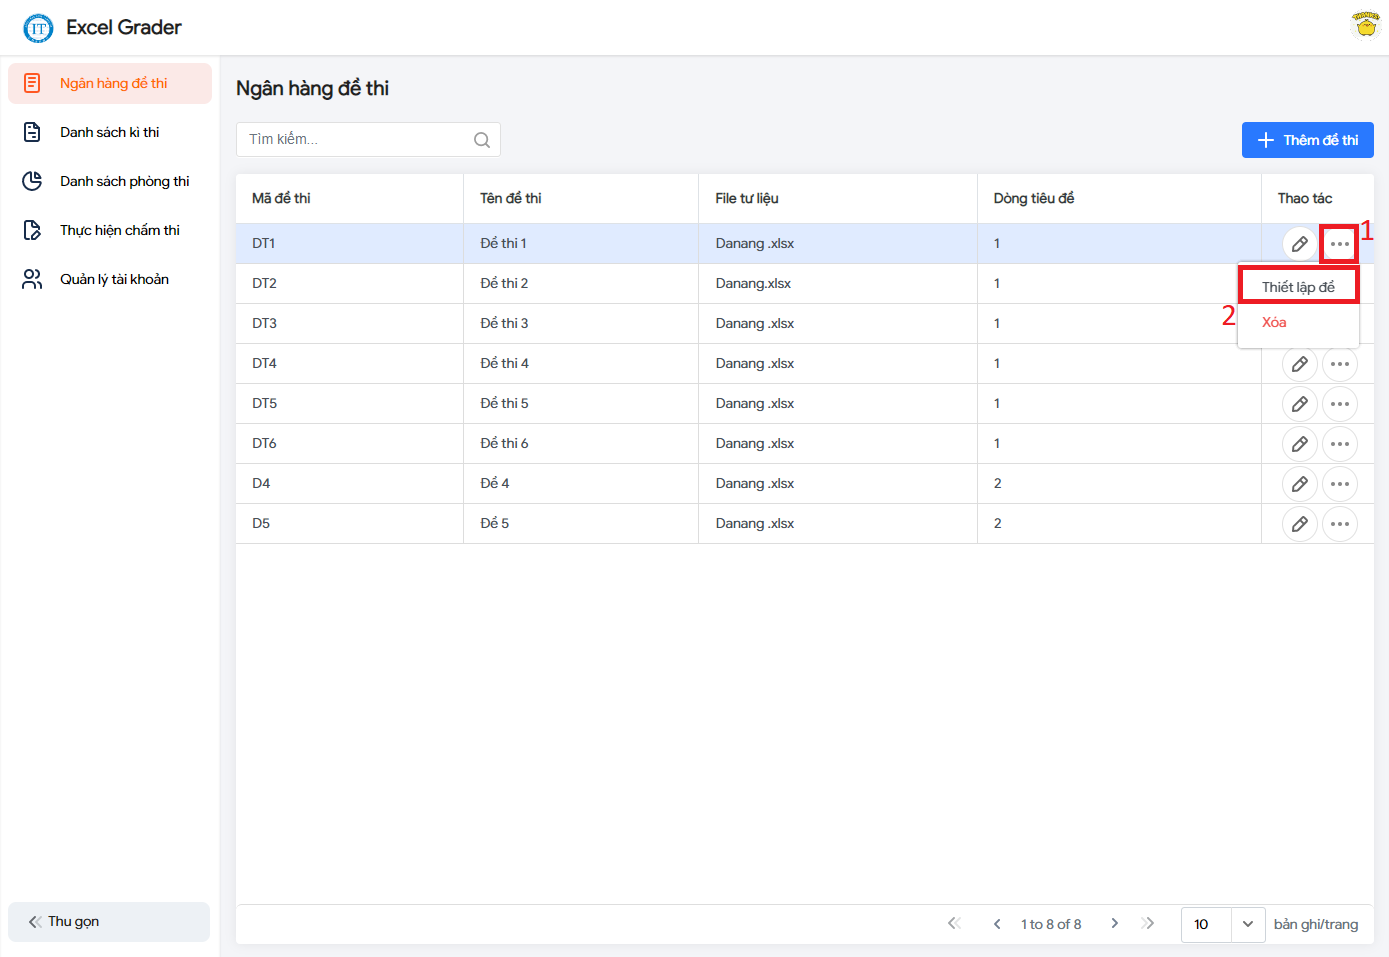 IT
Excel Grader
THANKS!
Ngân hàng đề thi
Danh sách kì thi
Danh sách phòng thi
Thực hiện chấm thi
Quản lý tài khoản
Thu gọn
Ngân hàng đề thi
Tìm kiếm...
Thêm đề thi
Mã đề thi Tên đề thi File tư liệu Dòng tiêu đề Thao tác
DT1 Đề thi 1 Danang .xlsx 1
1
DT2 Đề thi 2 Danang.xlsx 1
Thiết lập đề
2
DT3 Đề thi 3 Danang .xlsx 1
Xóa
DT4 Đề thi 4 Danang .xlsx 1
DT5 Đề thi 5 Danang .xlsx 1
DT6 Đề thi 6 Danang .xlsx 1
D4 Đề 4 Danang .xlsx 2
D5 Đề 5 Danang .xlsx 2
1 to 8 of 8 10 bản ghi/trang